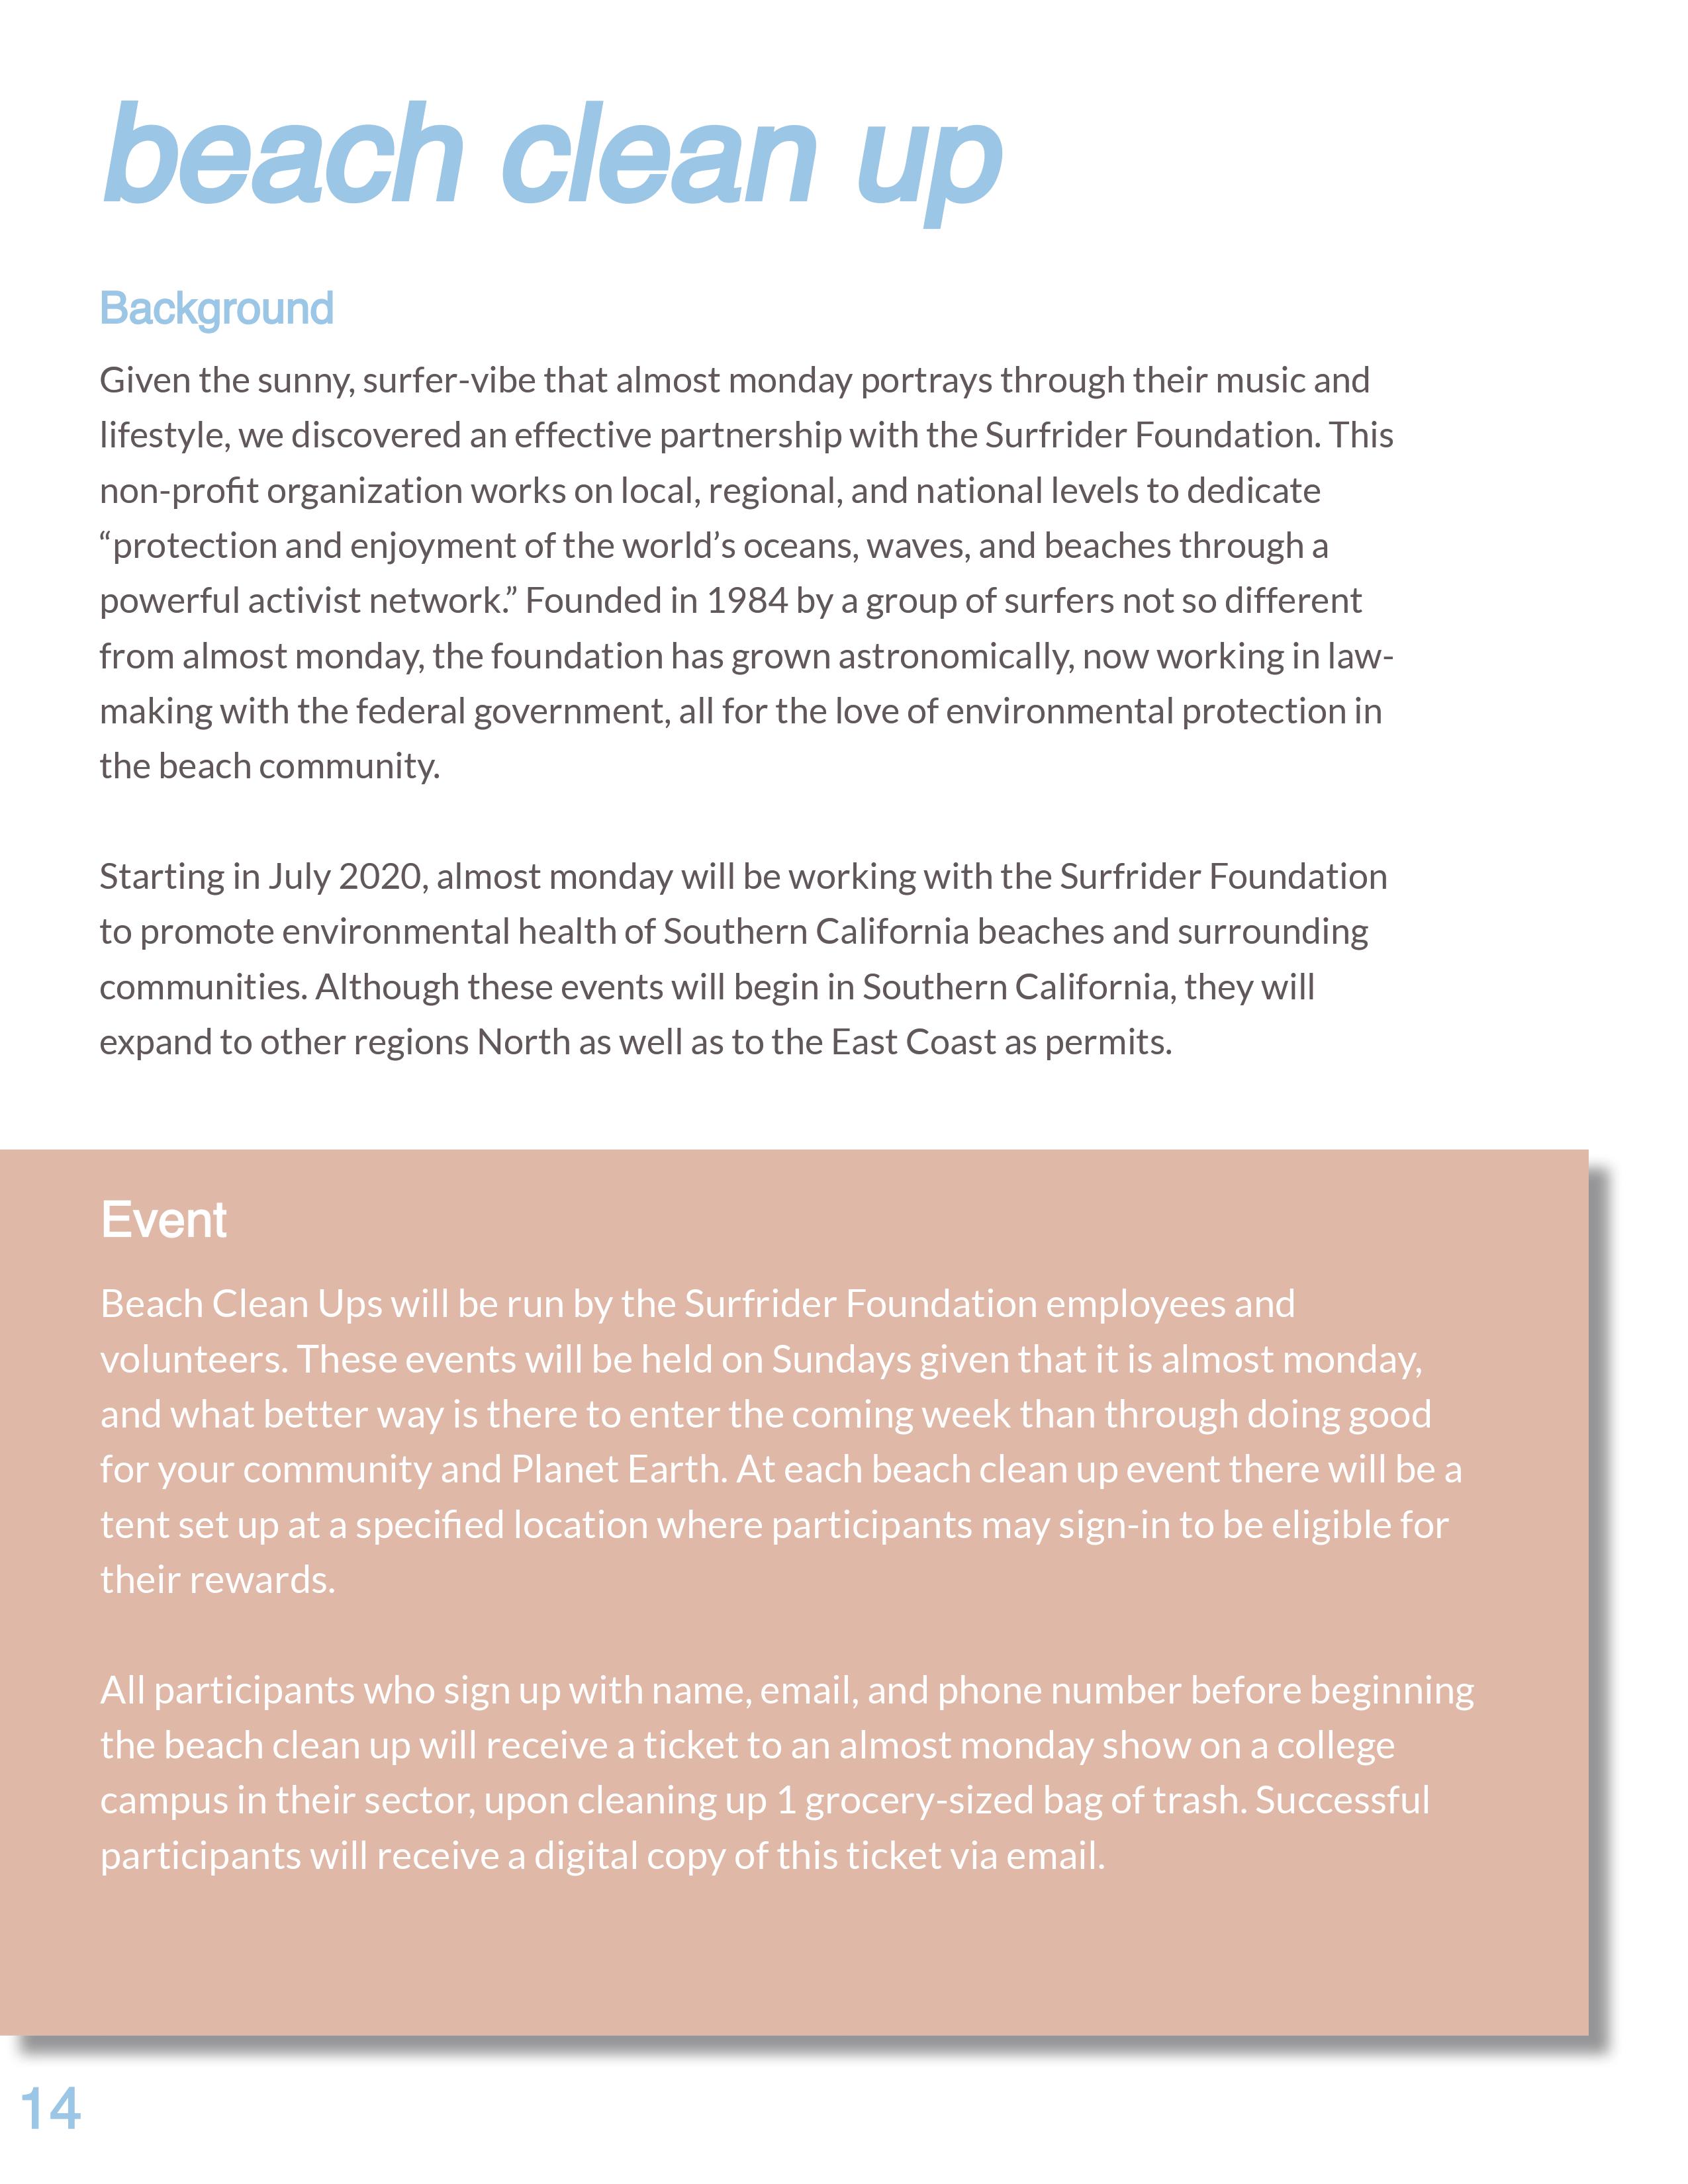 beach clean up
Background
Given the sunny, surfer-vibe that almost monday portrays through their music and
lifestyle, we discovered an effective partnership with the Surfrider Foundation. This
non-profit organization works on local, regional, and national levels to dedicate
“protection and enjoyment of the world’s oceans, waves, and beaches through a
powerful activist network.” Founded in 1984 by a group of surfers not so different
from almost monday, the foundation has grown astronomically, now working in law-
making with the federal government, all for the love of environmental protection in
the beach community.
Starting in July 2020, almost monday will be working with the Surfrider Foundation
to promote environmental health of Southern California beaches and surrounding
communities. Although these events will begin in Southern California, they will
expand to other regions North as well as to the East Coast as permits.
Event
Beach Clean Ups will be run by the Surfrider Foundation employees and
volunteers. These events will be held on Sundays given that it is almost monday,
and what better way is there to enter the coming week than through doing good
for your community and Planet Earth. At each beach clean up event there will be a
tent set up at a specified location where participants may sign-in to be eligible for
their rewards.
All participants who sign up with name, email, and phone number before beginning
the beach clean up will receive a ticket to an almost monday show on a college
campus in their sector, upon cleaning up 1 grocery-sized bag of trash. Successful
participants will receive a digital copy of this ticket via email.
14